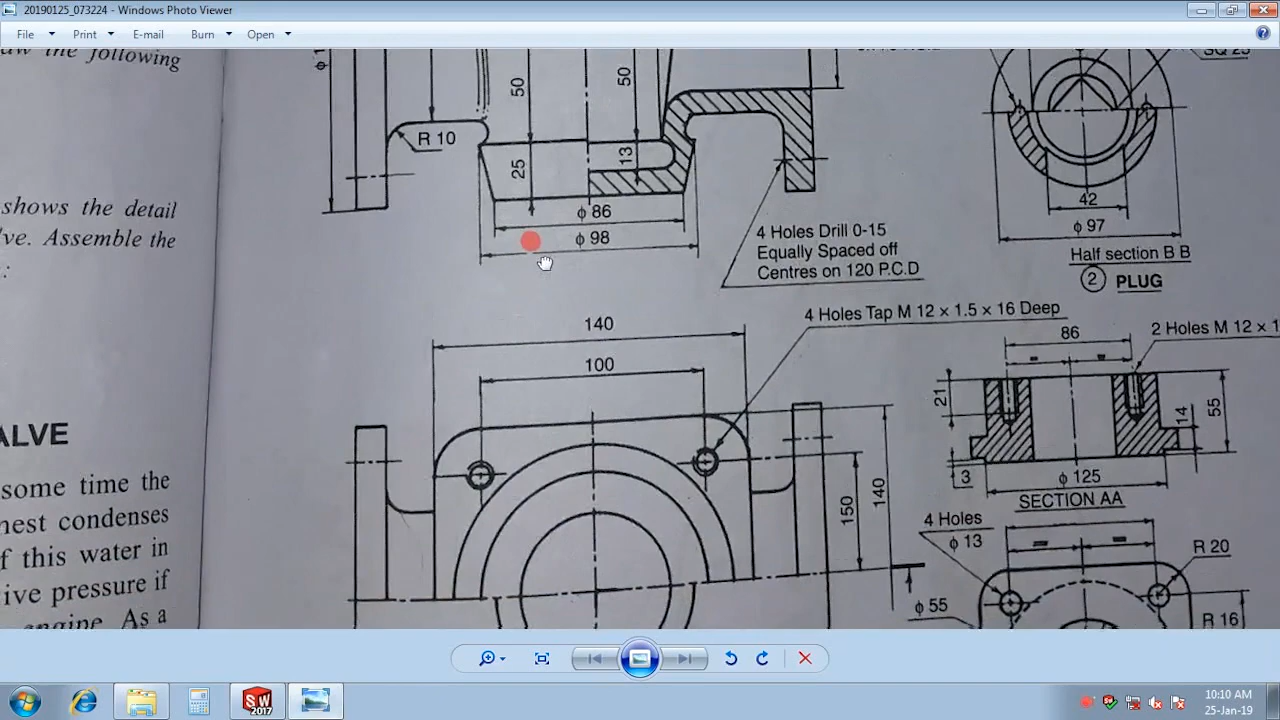 20190125_073224 - Windows Photo Viewer
File Print E-mail Burn Open
the following
shows the detail
Assemble the
:
ALVE
some time the
condenses
f this water in
pressure if
engine. As a
R 10
50
50
25
13
ϕ 86
ϕ 98
4 Holes Drill 0-15
Equally Spaced off
Centres on 120 P.C.D
SQ 25
42
ϕ 97
Half section B B
2 PLUG
140
100
4 Holes Tap M 12 × 1.5 × 16 Deep
150
140
86
2 Holes M 12 × 1
21
14
55
3
ϕ 125
SECTION AA
4 Holes
ϕ 13
R 20
ϕ 55
R 16
SW
2017
10:10 AM
25-Jan-19